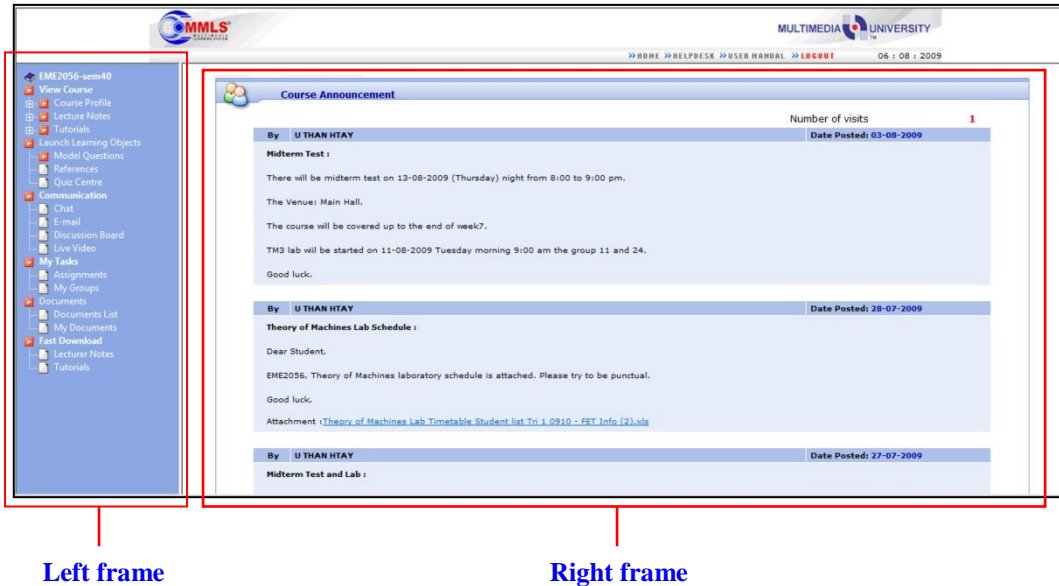 MMLS
MULTIMEDIA UNIVERSITY
TM
»HOME »HELPDESK »USER MANUAL »LOGOUT 06 : 08 : 2009
EME2056-sem40
View Course
Course Profile
Lecture Notes
Tutorials
Launch Learning Objects
Model Questions
References
Quiz Centre
Communication
Chat
E-mail
Discussion Board
Live Video
My Tasks
Assignments
My Groups
Documents
Documents List
My Documents
Fast Download
Lecturer Notes
Tutorials
Course Announcement
Number of visits 1
By U THAN HTAY Date Posted: 03-08-2009
Midterm Test :
There will be midterm test on 13-08-2009 (Thursday) night from 8:00 to 9:00 pm.
The Venue: Main Hall.
The course will be covered up to the end of week7.
TM3 lab will be started on 11-08-2009 Tuesday morning 9:00 am the group 11 and 24.
Good luck.
By U THAN HTAY Date Posted: 28-07-2009
Theory of Machines Lab Schedule :
Dear Student,
EME2056, Theory of Machines laboratory schedule is attached. Please try to be punctual.
Good luck,
Attachment :Theory of Machines Lab Timetable Student list Tri 1 0910 - FET Info (2).xls
By U THAN HTAY Date Posted: 27-07-2009
Midterm Test and Lab :
Left frame
Right frame